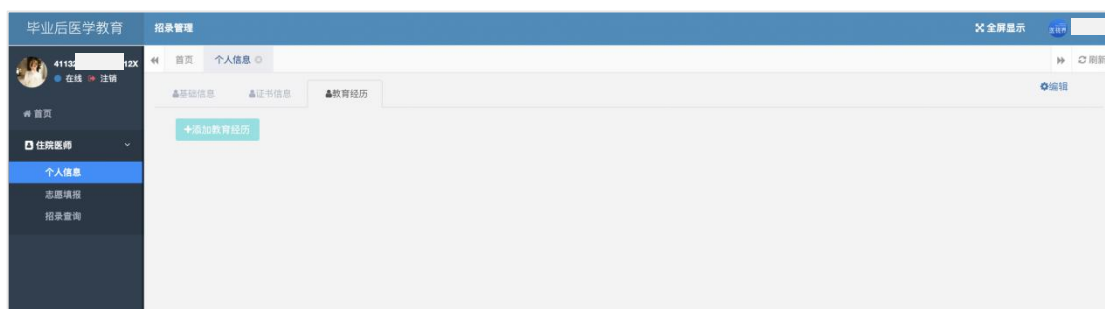 毕业后医学教育
招录管理
全屏显示
4113 12X
在线 注销
首页 个人信息
刷新
基础信息 证书信息 教育经历
编辑
首页
+添加教育经历
住院医师
个人信息
志愿填报
招录查询